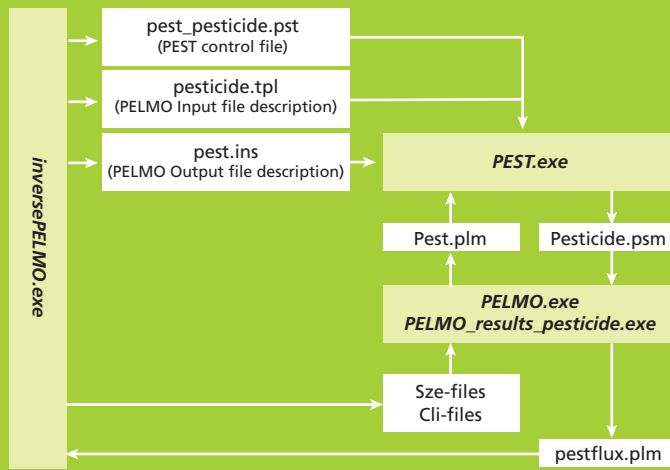 inversePELMO.exe
pest_pesticide.pst
(PEST control file)
pesticide.tpl
(PELMO Input file description)
pest.ins
(PELMO Output file description)
PEST.exe
Pest.plm
Pesticide.psm
PELMO.exe
PELMO_results_pesticide.exe
Sze-files
Cli-files
pestflux.plm